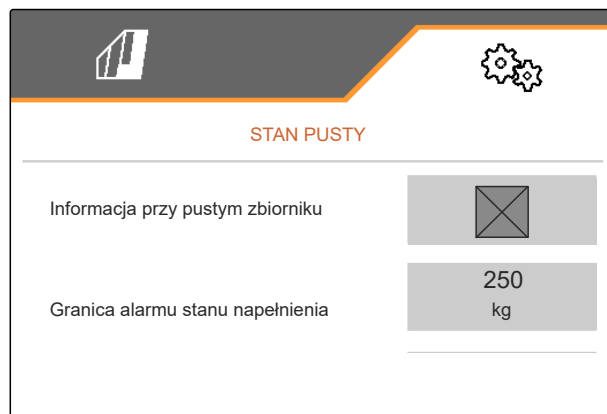 STAN PUSTY
Informacja przy pustym zbiorniku
250
Granica alarmu stanu napełnienia
kg